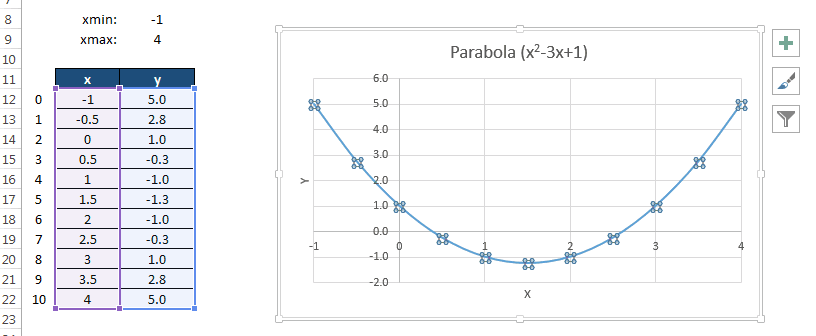 7
8 xmin: -1
9 xmax: 4
10
11 x y
12 0 -1 5.0
13 1 -0.5 2.8
14 2 0 1.0
15 3 0.5 -0.3
16 4 1 -1.0
17 5 1.5 -1.3
18 6 2 -1.0
19 7 2.5 -0.3
20 8 3 1.0
21 9 3.5 2.8
22 10 4 5.0
23
Parabola (x²-3x+1)
6.0
5.0
4.0
3.0
2.0
1.0
0.0
-1.0
-2.0
Y
-1 0 1 2 3 4
X